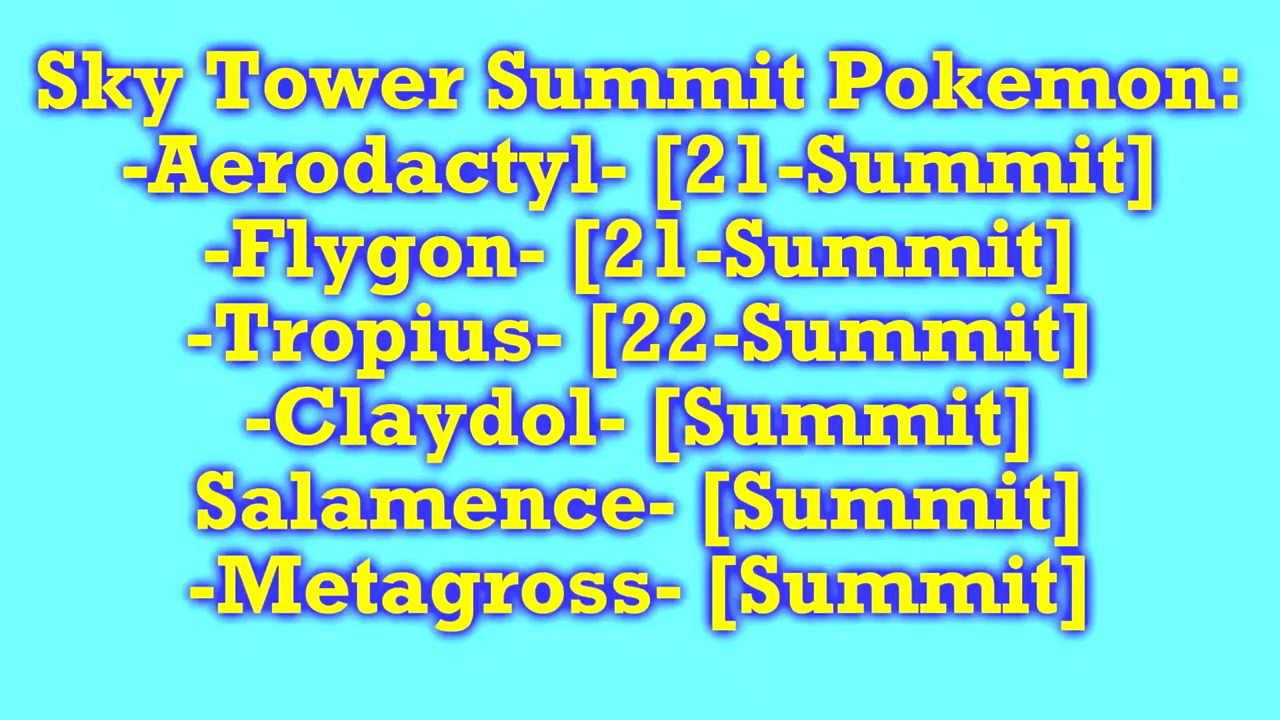 Sky Tower Summit Pokemon:
-Aerodactyl- [21-Summit]
-Flygon- [21-Summit]
-Tropius- [22-Summit]
-Claydol- [Summit]
Salamence- [Summit]
-Metagross- [Summit]